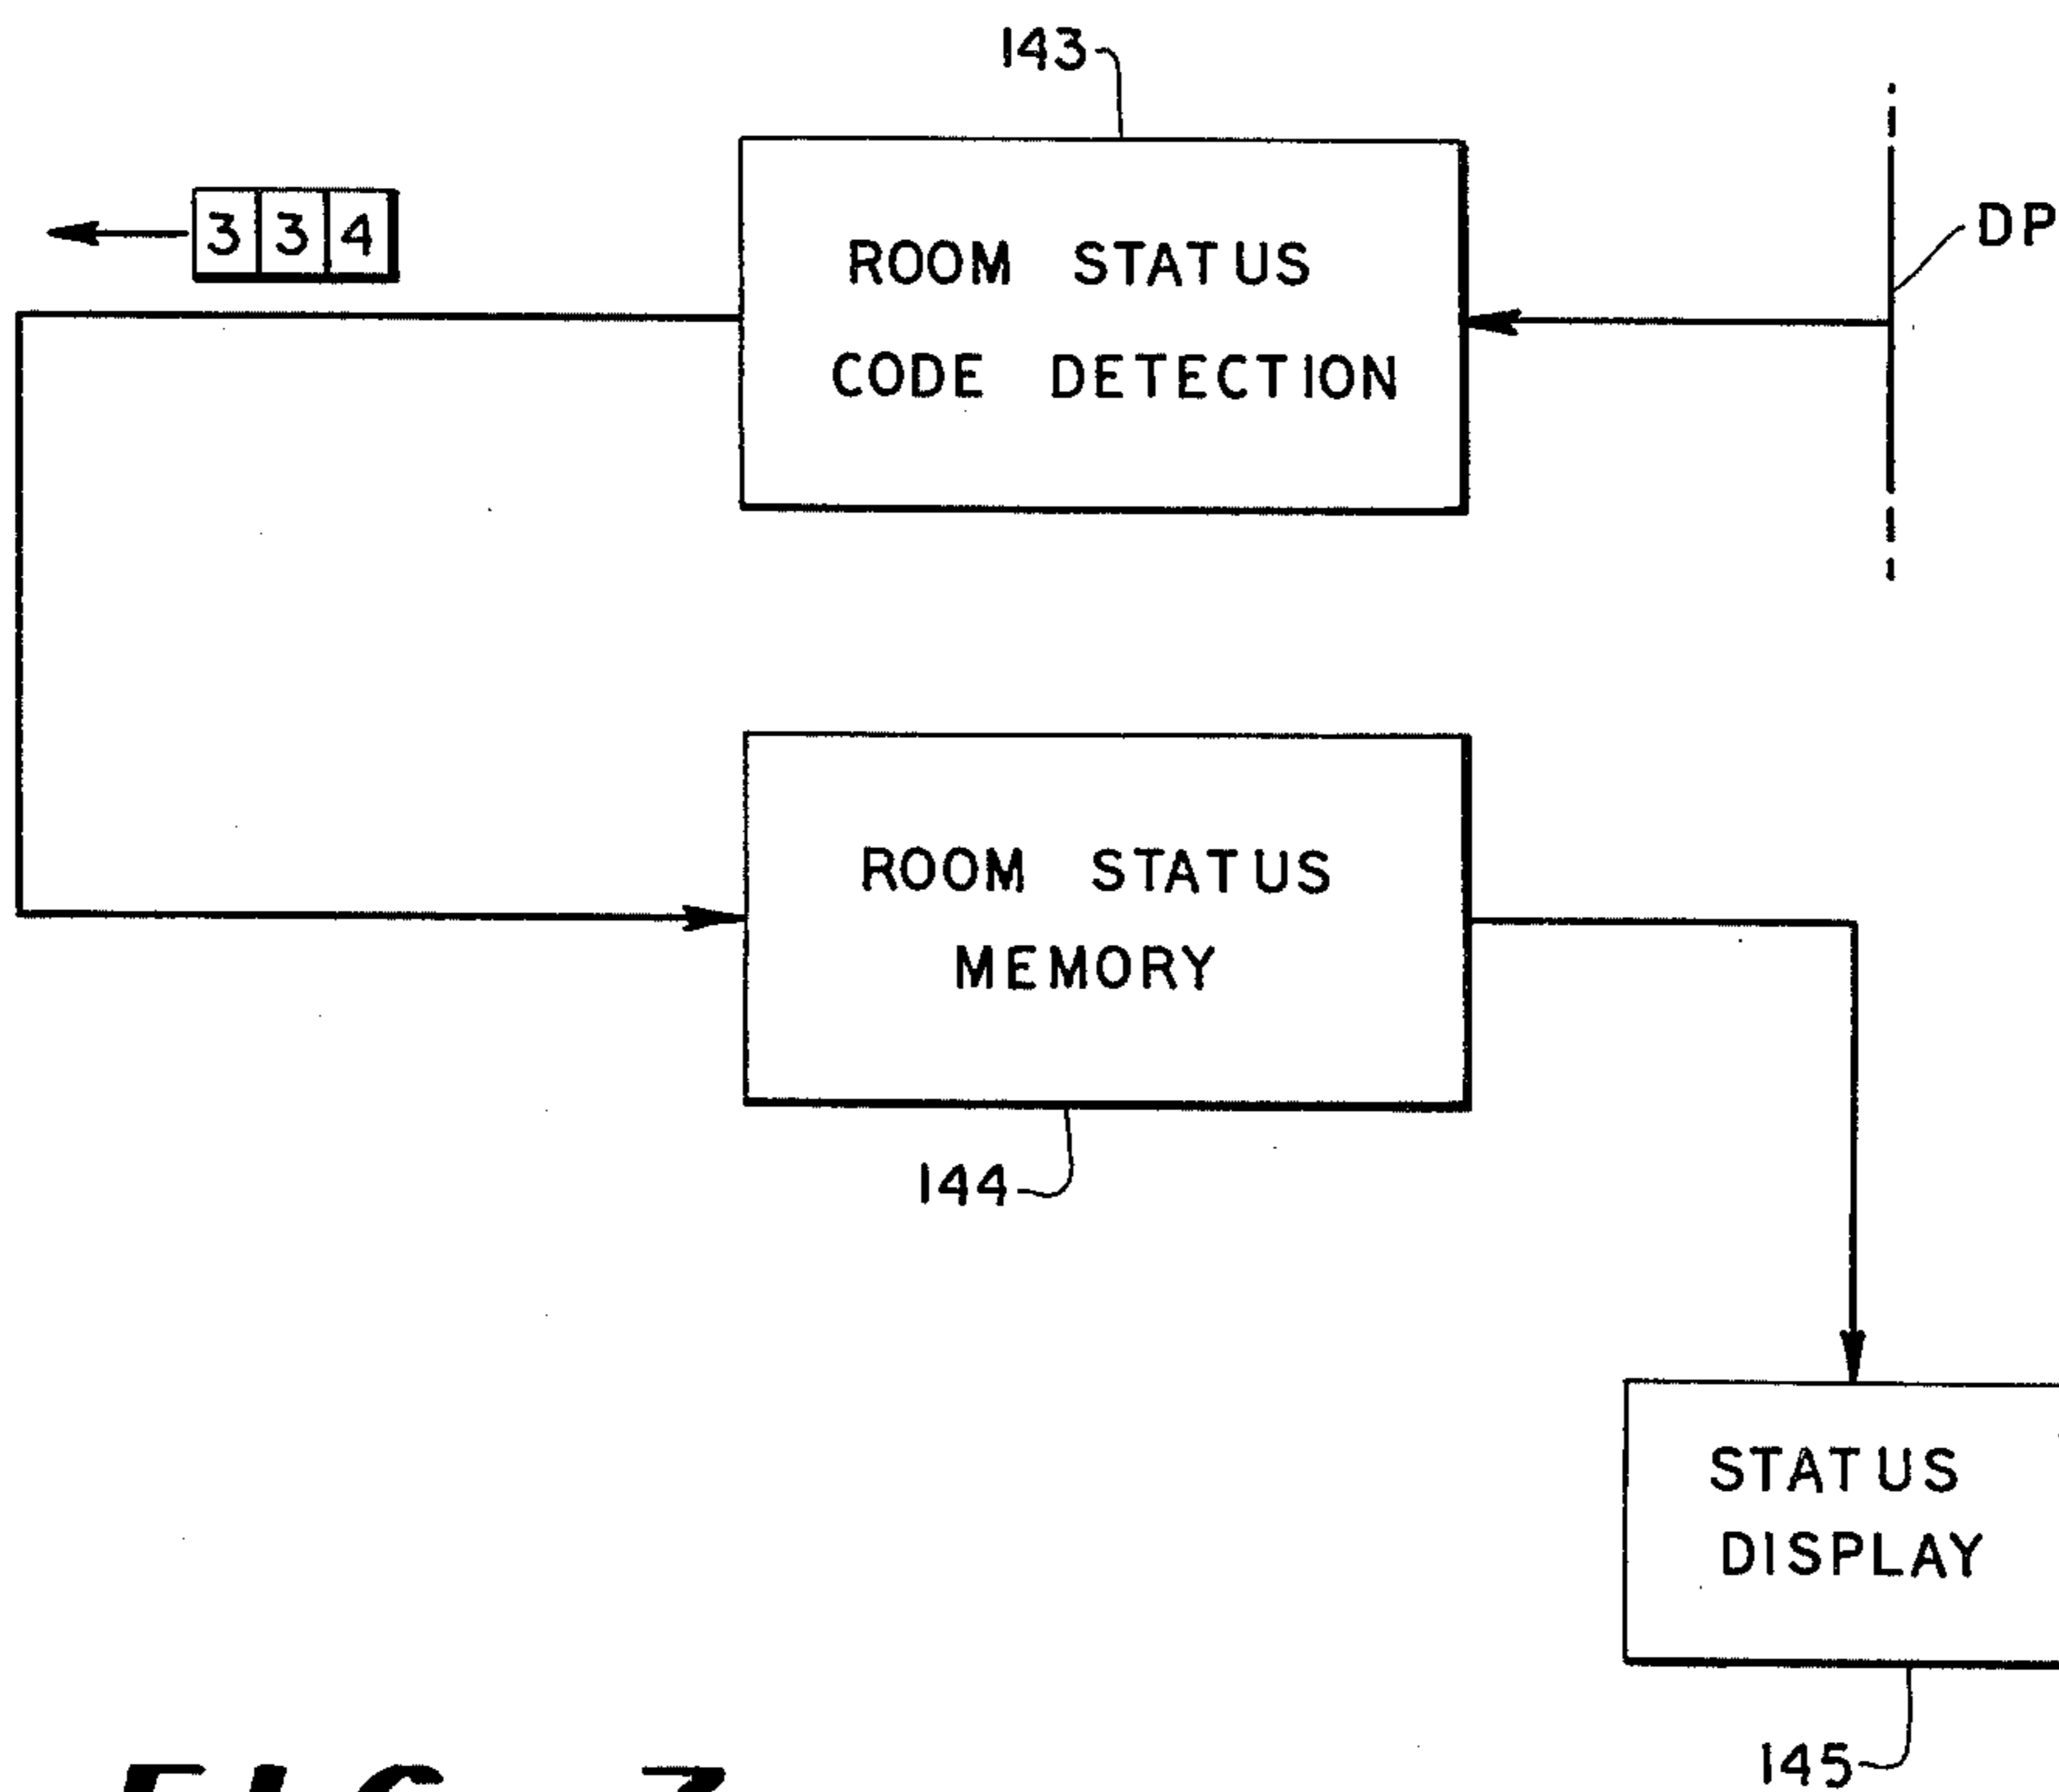 143
334
DP
ROOM STATUS
CODE DETECTION
ROOM STATUS
MEMORY
144
STATUS
DISPLAY
145